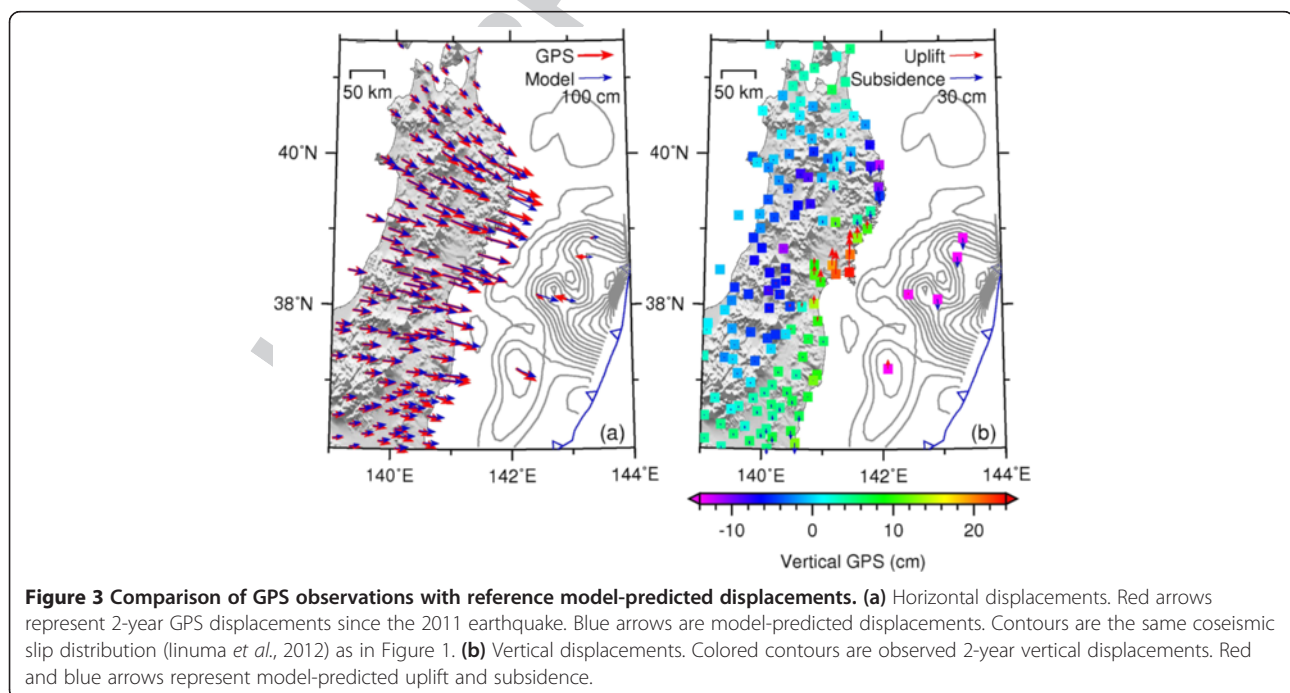 GPS
Model
100 cm
50 km
40˚N
38˚N
(a)
140˚E
142˚E
144˚E
Uplift
Subsidence
30 cm
50 km
40˚N
38˚N
(b)
140˚E
142˚E
144˚E
-10
0
10
20
Vertical GPS (cm)
Figure 3 Comparison of GPS observations with reference model-predicted displacements. (a) Horizontal displacements. Red arrows
represent 2-year GPS displacements since the 2011 earthquake. Blue arrows are model-predicted displacements. Contours are the same coseismic
slip distribution (Iinuma et al., 2012) as in Figure 1. (b) Vertical displacements. Colored contours are observed 2-year vertical displacements. Red
and blue arrows represent model-predicted uplift and subsidence.